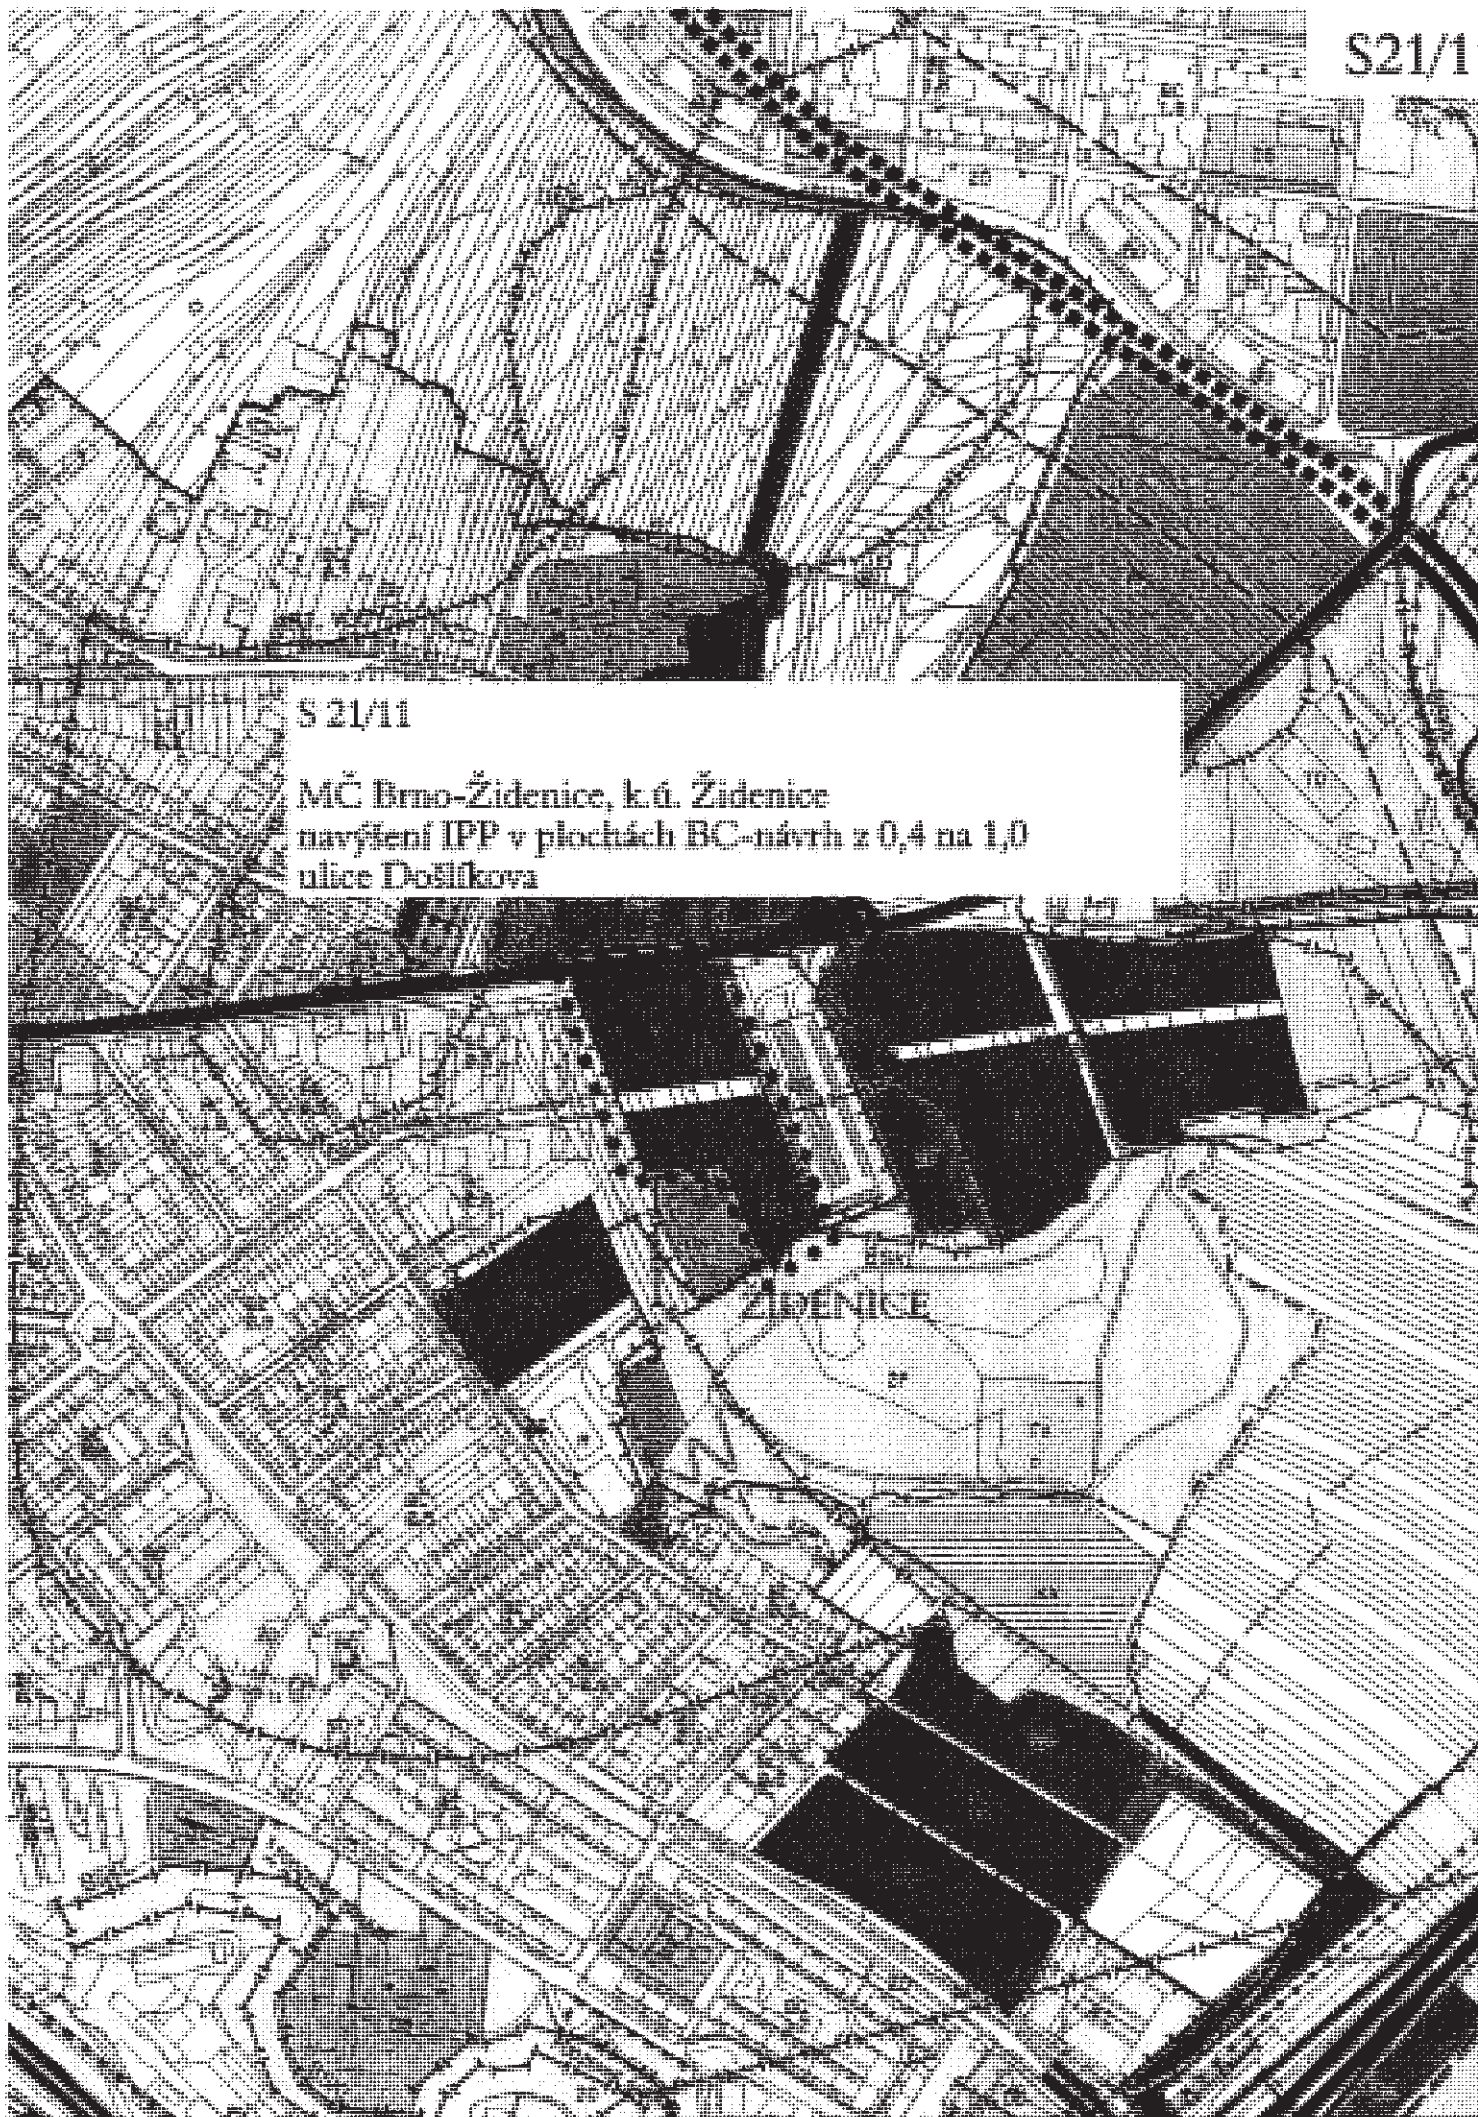 S21/1
S 21/11
MČ Brno-Židenice, k.ú. Židenice
navýšení IPP v plochách BC-návrh z 0,4 na 1,0
ulice Došlíkova
ŽIDENICE